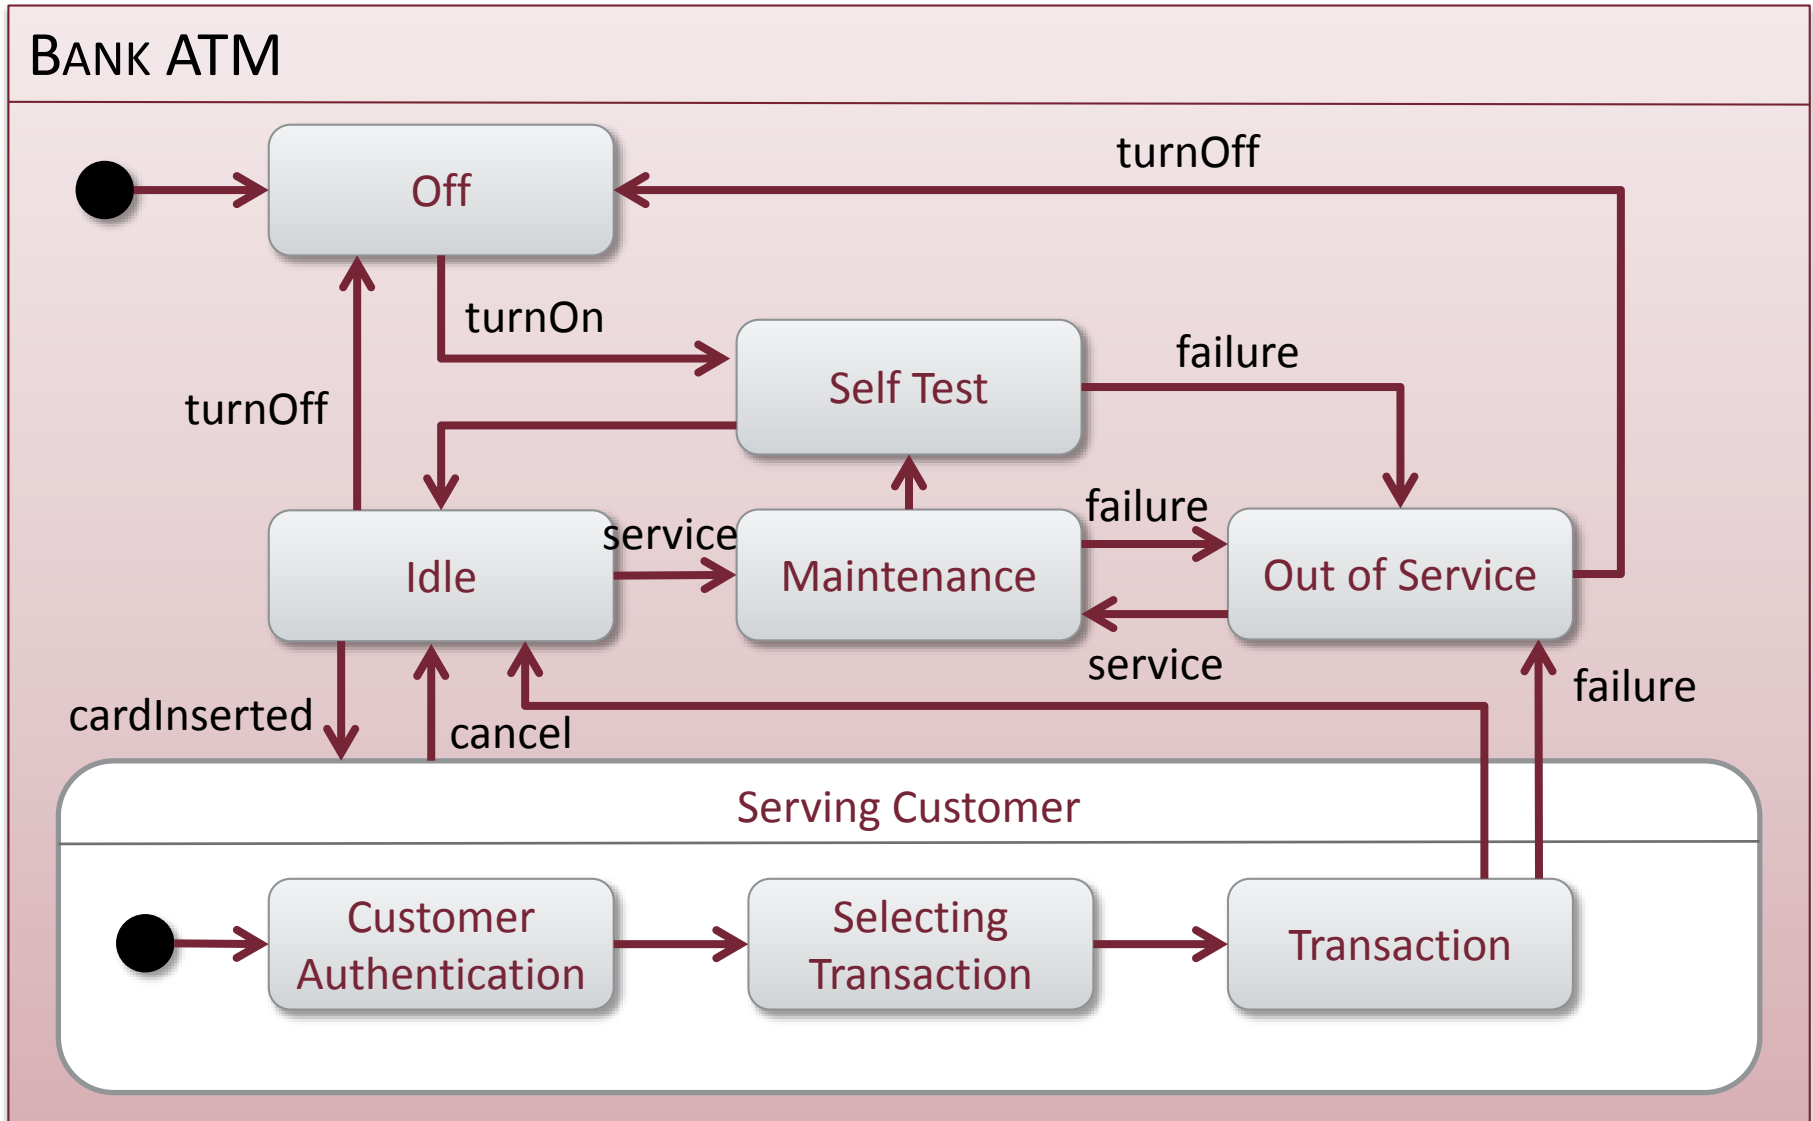 BANK ATM
turnOff
Off
turnOn
failure
Self Test
turnOff
failure
service
Idle
Maintenance
Out of Service
service
failure
cardInserted
cancel
Serving Customer
Customer
Authentication
Selecting
Transaction
Transaction